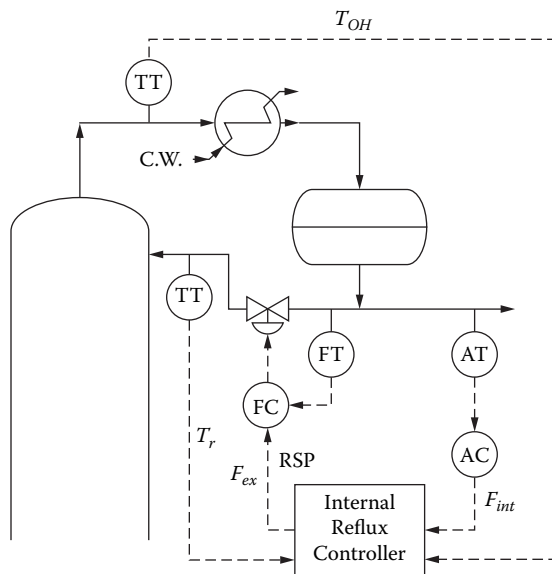 T_OH
TT
C.W.
TT
FT
AT
FC
AC
T_r
F_ex
RSP
F_int
Internal
Reflux
Controller